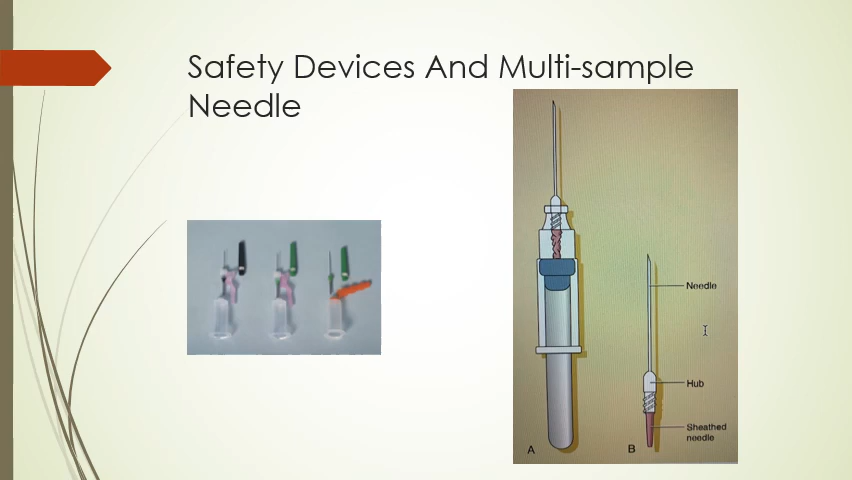 Safety Devices And Multi-sample
Needle
Needle
Hub
Sheathed
needle
A
B